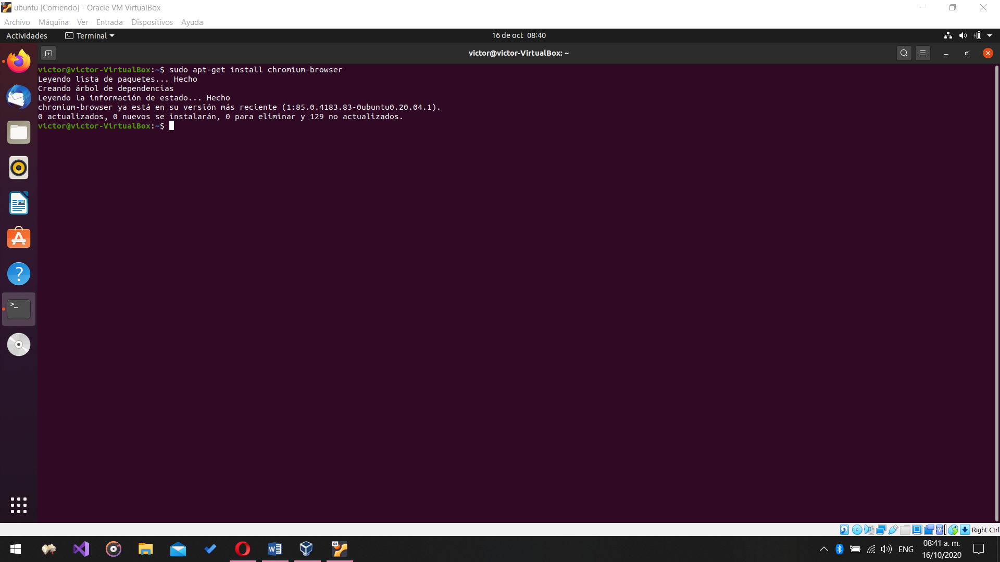 ubuntu [Corriendo] - Oracle VM VirtualBox
Archivo Máquina Ver Entrada Dispositivos Ayuda
Actividades Terminal 16 de oct 08:40
victor@victor-VirtualBox: ~
victor@victor-VirtualBox:~$ sudo apt-get install chromium-browser
Leyendo lista de paquetes... Hecho
Creando árbol de dependencias
Leyendo la información de estado... Hecho
chromium-browser ya está en su versión más reciente (1:85.0.4183.83-0ubuntu0.20.04.1).
0 actualizados, 0 nuevos se instalarán, 0 para eliminar y 129 no actualizados.
victor@victor-VirtualBox:~$
Right Ctrl
ENG
08:41 a. m.
16/10/2020